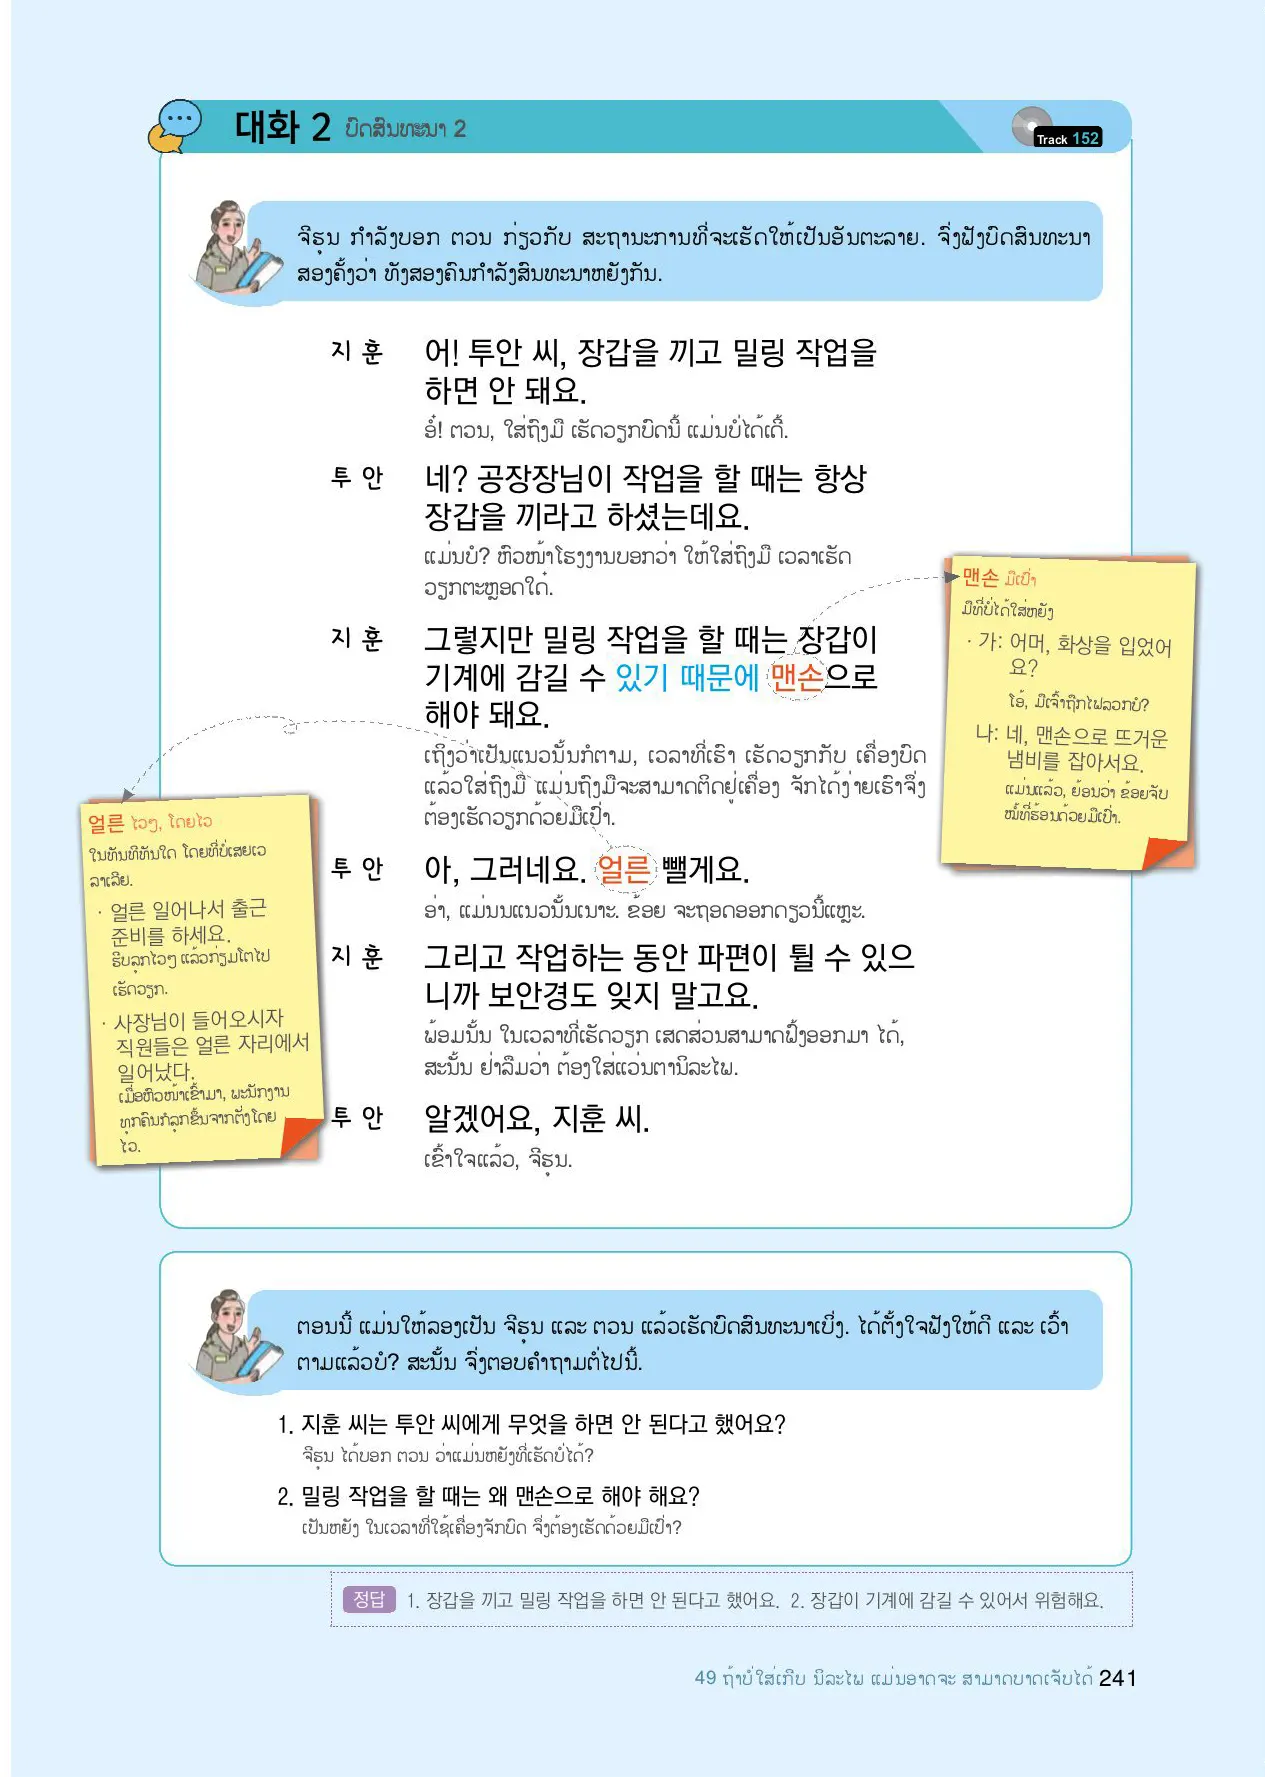 대화 2 ບົດສົນທະນາ 2
Track 152
ຈີຮຸນ ກຳລັງບອກ ຕວນ ກ່ຽວກັບ ສະຖານະການທີ່ຈະເຮັດໃຫ້ເປັນອັນຕະລາຍ. ຈົ່ງຟັງບົດສົນທະນາ
ສອງຄັ້ງວ່າ ທັງສອງຄົນກຳລັງສົນທະນາຫຍັງກັນ.
지 훈 어! 투안 씨, 장갑을 끼고 밀링 작업을
하면 안 돼요.
ອໍ໋! ຕວນ, ໃສ່ຖົງມື ເຮັດວຽກບົດນີ້ ແມ່ນບໍ່ໄດ້ເດີ້.
투 안 네? 공장장님이 작업을 할 때는 항상
장갑을 끼라고 하셨는데요.
ແມ່ນບໍ? ຫົວໜ້າໂຮງງານບອກວ່າ ໃຫ້ໃສ່ຖົງມື ເວລາເຮັດ
ວຽກຕະຫຼອດໃດ໋.
지 훈 그렇지만 밀링 작업을 할 때는 장갑이
기계에 감길 수 있기 때문에 맨손으로
해야 돼요.
ເຖິງວ່າເປັນແນວນັ້ນກໍຕາມ, ເວລາທີ່ເຮົາ ເຮັດວຽກກັບ ເຄື່ອງບົດ
ແລ້ວໃສ່ຖົງມື ແມ່ນຖົງມືຈະສາມາດຕິດຢູ່ເຄື່ອງ ຈັກໄດ້ງ່າຍເຮົາຈຶ່ງ
ຕ້ອງເຮັດວຽກດ້ວຍມືເປົ່າ.
투 안 아, 그러네요. 얼른 뺄게요.
ອ່າ, ແມ່ນນແນວນັ້ນເນາະ. ຂ້ອຍ ຈະຖອດອອກດຽວນີ້ແຫຼະ.
지 훈 그리고 작업하는 동안 파편이 튈 수 있으
니까 보안경도 잊지 말고요.
ພ້ອມນັ້ນ ໃນເວລາທີ່ເຮັດວຽກ ເສດສ່ວນສາມາດຟົ້ງອອກມາ ໄດ້,
ສະນັ້ນ ຢ່າລືມວ່າ ຕ້ອງໃສ່ແວ່ນຕານິລະໄພ.
투 안 알겠어요, 지훈 씨.
ເຂົ້າໃຈແລ້ວ, ຈີຮຸນ.
맨손 ມືເປົ່າ
ມືທີ່ບໍ່ໄດ້ໃສ່ຫຍັງ
· 가: 어머, 화상을 입었어
요?
ໂອ້, ມືເຈົ້າຖືກໄຟລວກບໍ?
나: 네, 맨손으로 뜨거운
냄비를 잡아서요.
ແມ່ນແລ້ວ, ຍ້ອນວ່າ ຂ້ອຍຈັບ
ໝໍ້ທີ່ຮ້ອນດ້ວຍມືເປົ່າ.
얼른 ໄວໆ, ໂດຍໄວ
ໃນທັນທີທັນໃດ ໂດຍທີ່ບໍ່ເສຍເວ
ລາເລີຍ.
· 얼른 일어나서 출근
준비를 하세요.
ຮີບລຸກໄວໆ ແລ້ວກ່ຽມໂຕໄປ
ເຮັດວຽກ.
· 사장님이 들어오시자
직원들은 얼른 자리에서
일어났다.
ເມື່ອຫົວໜ້າເຂົ້າມາ, ພະນັກງານ
ທຸກຄົນກໍລຸກຂຶ້ນຈາກຕັ່ງໂດຍ
ໄວ.
ຕອນນີ້ ແມ່ນໃຫ້ລອງເປັນ ຈີຮຸນ ແລະ ຕວນ ແລ້ວເຮັດບົດສົນທະນາເບິ່ງ. ໄດ້ຕັ້ງໃຈຟັງໃຫ້ດີ ແລະ ເວົ້າ
ຕາມແລ້ວບໍ? ສະນັ້ນ ຈົ່ງຕອບຄຳຖາມຕໍ່ໄປນີ້.
1. 지훈 씨는 투안 씨에게 무엇을 하면 안 된다고 했어요?
ຈີຮຸນ ໄດ້ບອກ ຕວນ ວ່າແມ່ນຫຍັງທີ່ເຮັດບໍ່ໄດ້?
2. 밀링 작업을 할 때는 왜 맨손으로 해야 해요?
ເປັນຫຍັງ ໃນເວລາທີ່ໃຊ້ເຄື່ອງຈັກບົດ ຈຶ່ງຕ້ອງເຮັດດ້ວຍມືເປົ່າ?
정답 1. 장갑을 끼고 밀링 작업을 하면 안 된다고 했어요. 2. 장갑이 기계에 감길 수 있어서 위험해요.
49 ຖ້າບໍ່ໃສ່ເກີບ ນິລະໄພ ແມ່ນອາດຈະ ສາມາດບາດເຈັບໄດ້ 241